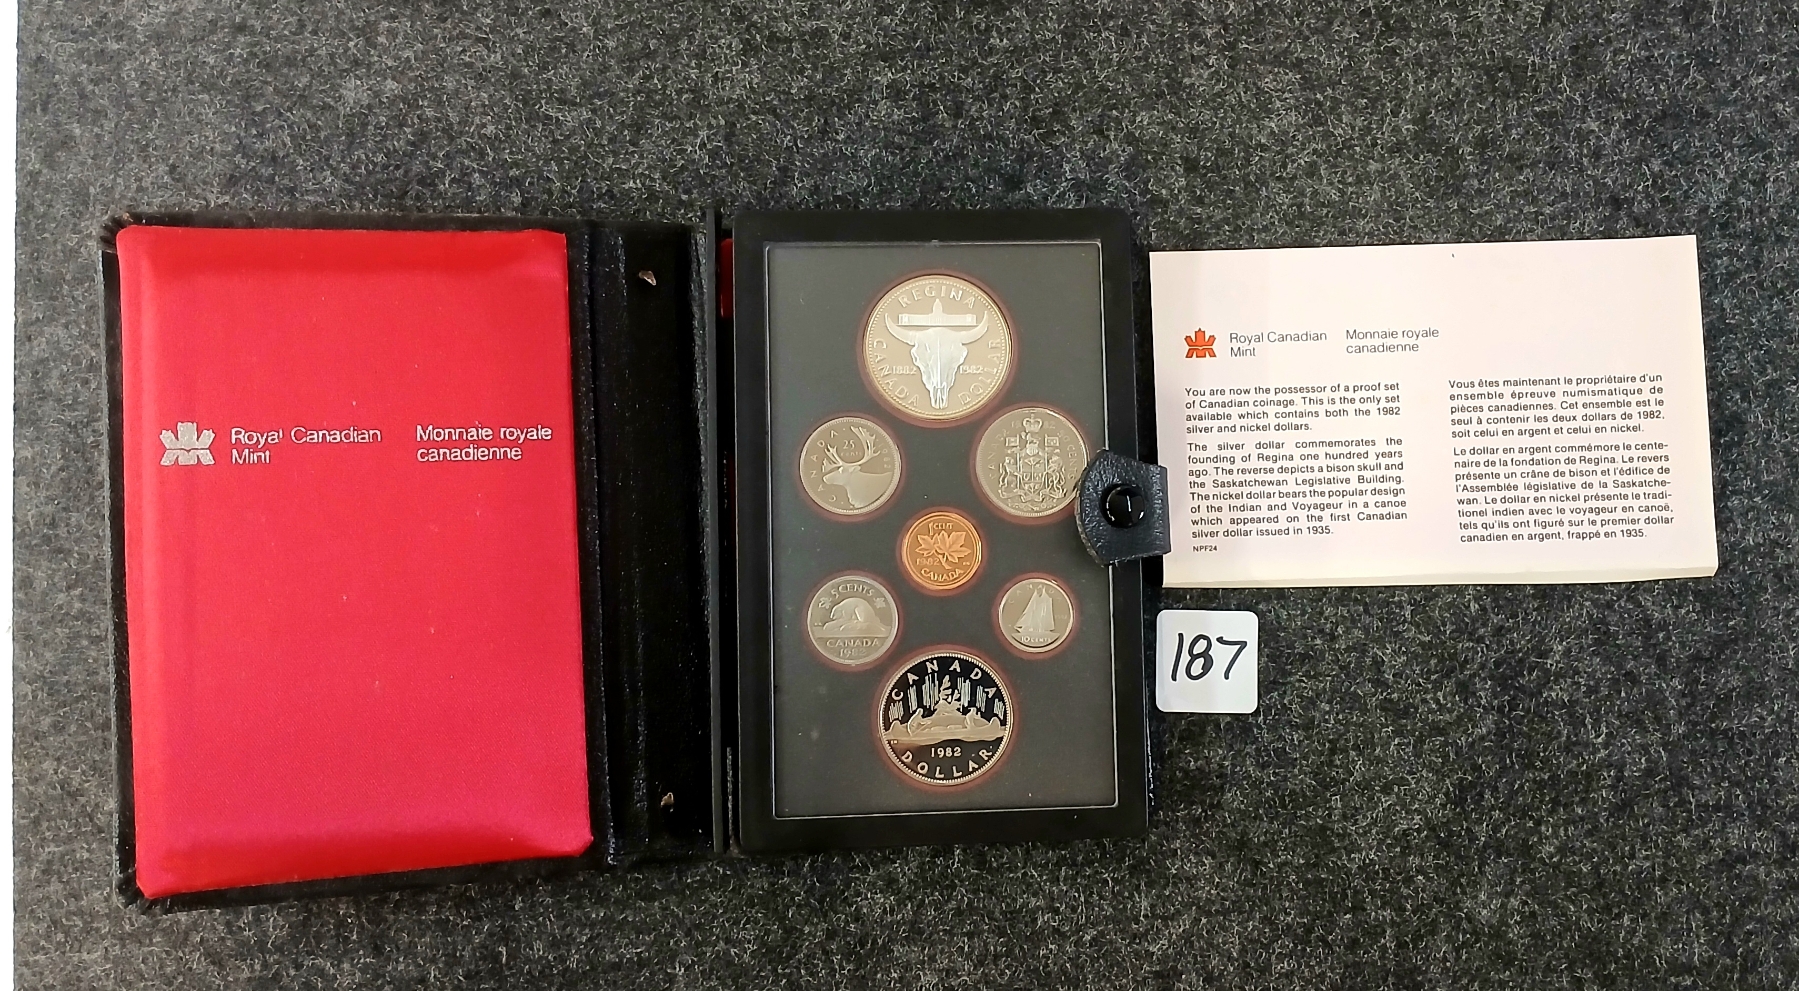 Royal Canadian
Mint
Monnaie royale
canadienne
REGINA
CANADA
DOLLAR
1882 1982
CANADA
25
CENTS
1982
CANADA
50 CENTS
1 CENT
1982
CANADA
5 CENTS
CANADA
1982
10 CENTS
CANADA
1982
DOLLAR
Royal Canadian
Mint
Monnaie royale
canadienne
You are now the possessor of a proof set
of Canadian coinage. This is the only set
available which contains both the 1982
silver and nickel dollars.
The silver dollar commemorates the
founding of Regina one hundred years
ago. The reverse depicts a bison skull and
the Saskatchewan Legislative Building.
The nickel dollar bears the popular design
of the Indian and Voyageur in a canoe
which appeared on the first Canadian
silver dollar issued in 1935.
NPF24
Vous êtes maintenant le propriétaire d'un
ensemble épreuve numismatique de
pièces canadiennes. Cet ensemble est le
seul à contenir les deux dollars de 1982,
soit celui en argent et celui en nickel.
Le dollar en argent commémore le cente-
naire de la fondation de Regina. Le revers
présente un crâne de bison et l'édifice de
l'Assemblée législative de la Saskatche-
wan. Le dollar en nickel présente le tradi-
tionel indien avec le voyageur en canoë,
tels qu'ils ont figuré sur le premier dollar
canadien en argent, frappé en 1935.
187